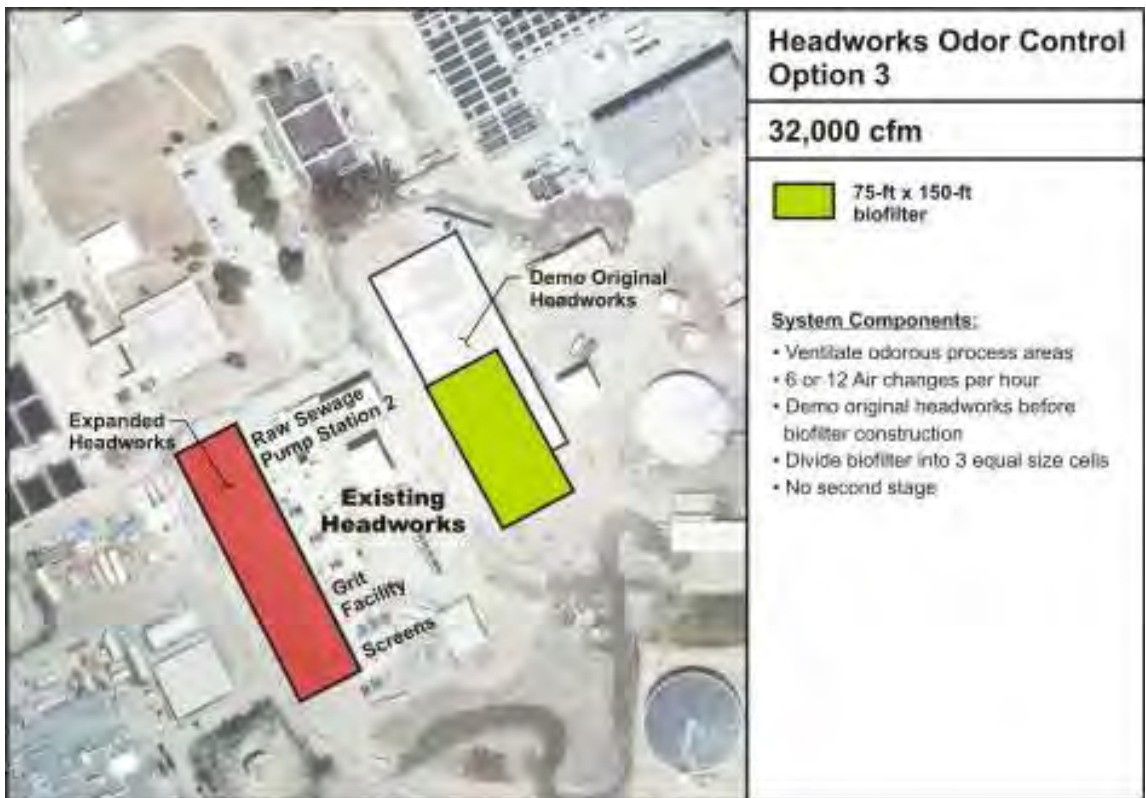 Headworks Odor Control
Option 3
32,000 cfm
75-ft x 150-ft
biofilter
System Components:
• Ventilate odorous process areas
• 6 or 12 Air changes per hour
• Demo original headworks before
biofilter construction
• Divide biofilter into 3 equal size cells
• No second stage
Demo Original
Headworks
Expanded
Headworks
Raw Sewage
Pump Station 2
Existing
Headworks
Grit
Facility
Screens